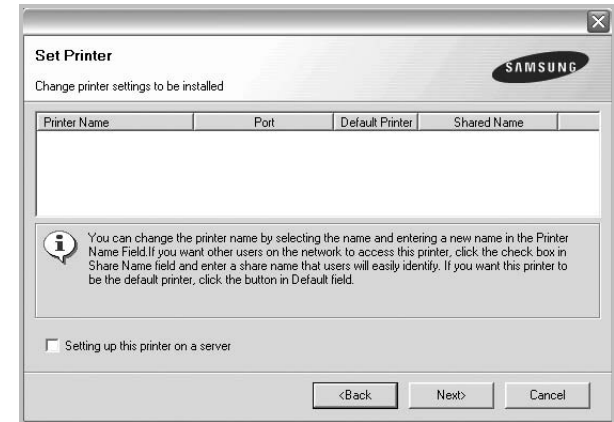 Set Printer
SAMSUNG
Change printer settings to be installed
Printer Name Port Default Printer Shared Name
You can change the printer name by selecting the name and entering a new name in the Printer
Name Field.If you want other users on the network to access this printer, click the check box in
Share Name field and enter a share name that users will easily identify. If you want this printer to
be the default printer, click the button in Default field.
Setting up this printer on a server
<Back Next> Cancel